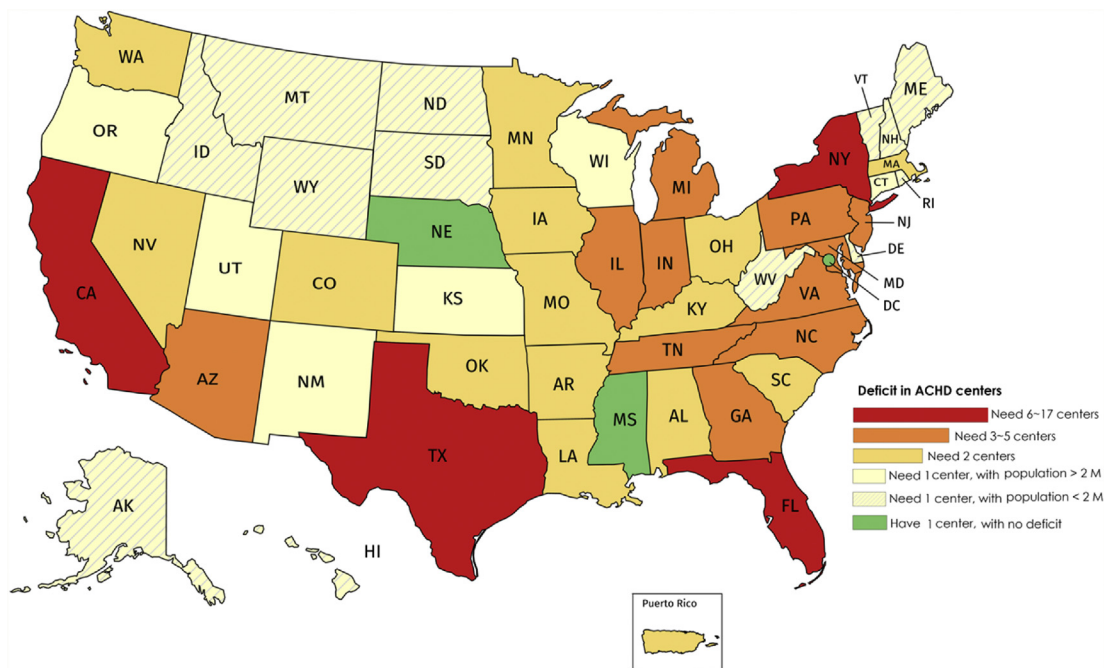 WA
OR
ID
MT
ND
MN
SD
WY
WI
MI
VT
ME
NH
NY
MA
CT
RI
NV
UT
CA
NE
IA
CO
KS
IL
IN
OH
PA
NJ
DE
MD
DC
WV
VA
MO
KY
AZ
NM
OK
AR
TN
NC
SC
MS
AL
GA
TX
LA
FL
AK
HI
Puerto Rico
Deficit in ACHD centers
Need 6~17 centers
Need 3~5 centers
Need 2 centers
Need 1 center, with population > 2 M
Need 1 center, with population < 2 M
Have 1 center, with no deficit